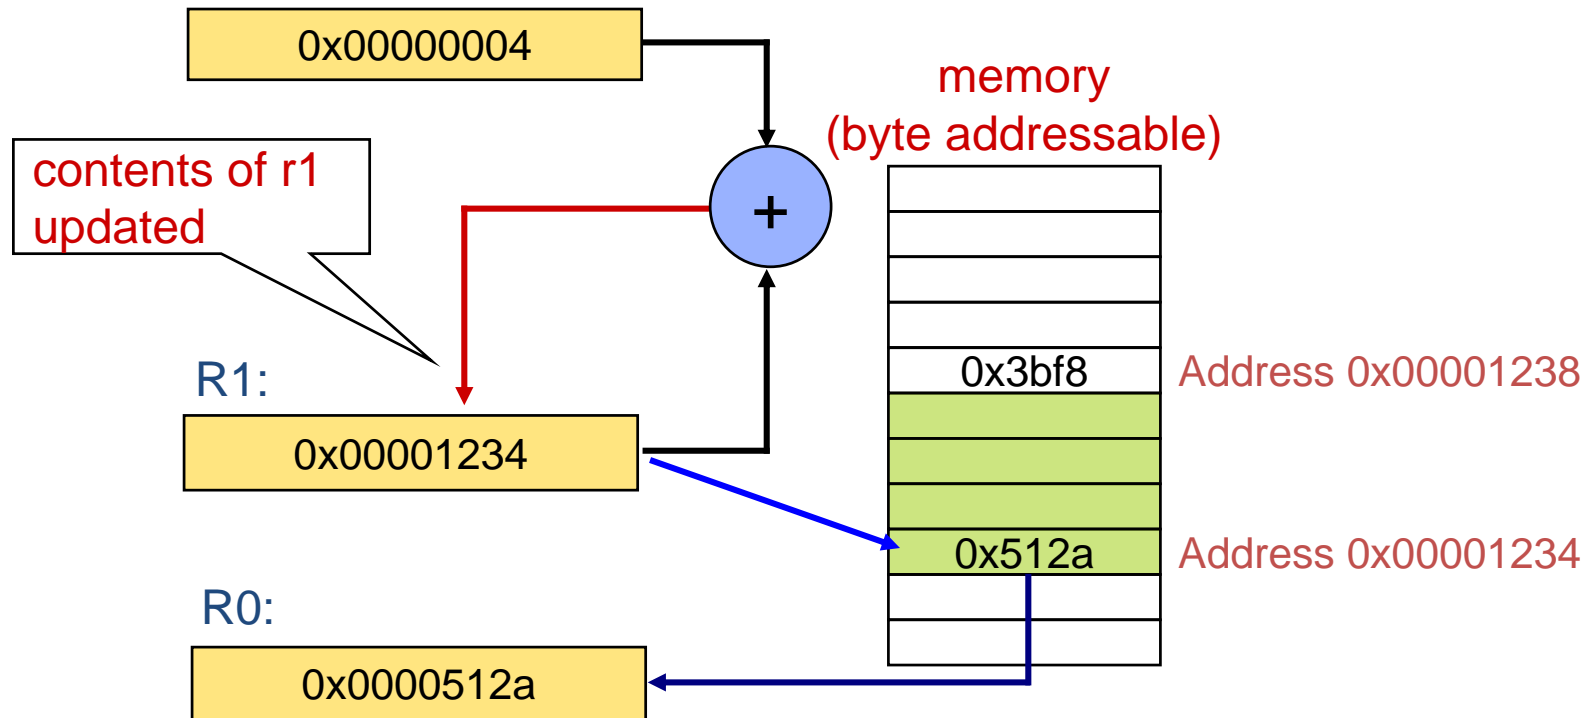 0x00000004
memory
(byte addressable)
contents of r1
updated
+
R1:
0x3bf8
Address 0x00001238
0x00001234
0x512a
Address 0x00001234
R0:
0x0000512a